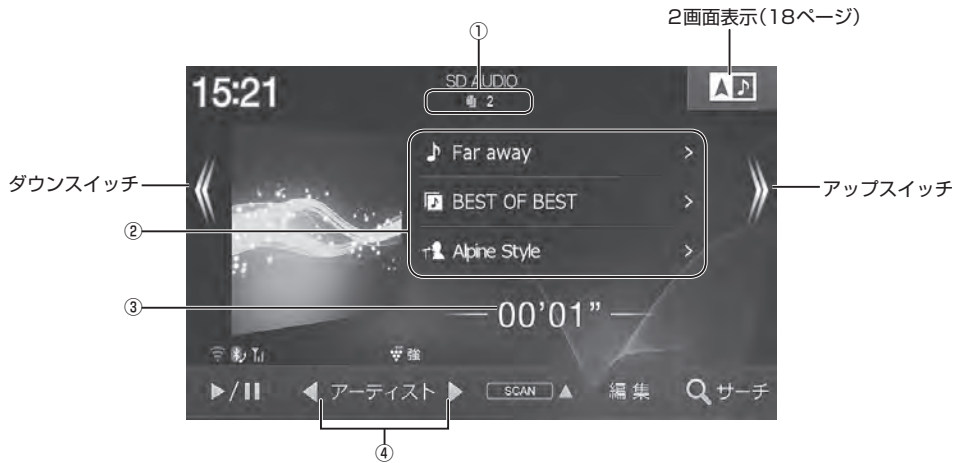 2画面表示(18ページ)
①
15:21
SD AUDIO
2
♪ Far away >
ダウンスイッチ
BEST OF BEST >
アップスイッチ
②
Alpine Style >
③
00'01"
強
▶/II ◀ アーティスト ▶ SCAN ▲ 編集 サーチ
④